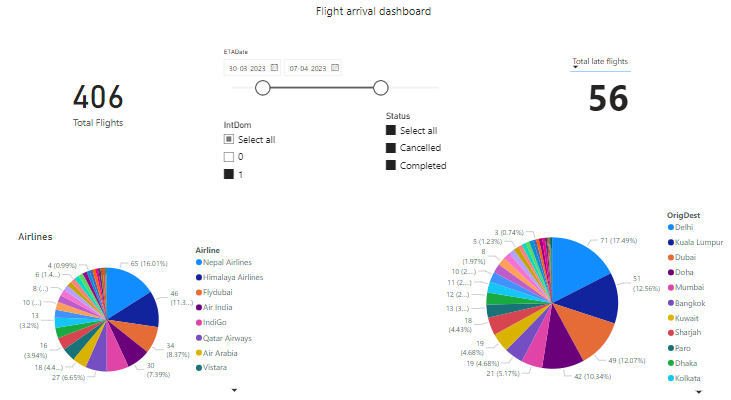 Flight arrival dashboard
ETADate
30-03-2023
07-04-2023
406
Total Flights
Total late flights
56
IntDom
Select all
0
1
Status
Select all
Cancelled
Completed
Airlines
65 (16.01%)
46
(11.3...)
34
(8.37%)
30
(7.39%)
27 (6.65%)
18 (4.4...)
16
(3.94%)
13
(3.2%)
10 (...)
8 (...)
6 (1.4...)
4 (0.99%)
Airline
Nepal Airlines
Himalaya Airlines
Flydubai
Air India
IndiGo
Qatar Airways
Air Arabia
Vistara
71 (17.49%)
51
(12.56%)
49 (12.07%)
42 (10.34%)
21 (5.17%)
19 (4.68%)
19
(4.68%)
18
(4.43%)
13 (3...)
12 (2...)
11 (2...)
10 (2...)
8
(1.97%)
5 (1.23%)
3 (0.74%)
OrigDest
Delhi
Kuala Lumpur
Dubai
Doha
Mumbai
Bangkok
Kuwait
Sharjah
Paro
Dhaka
Kolkata